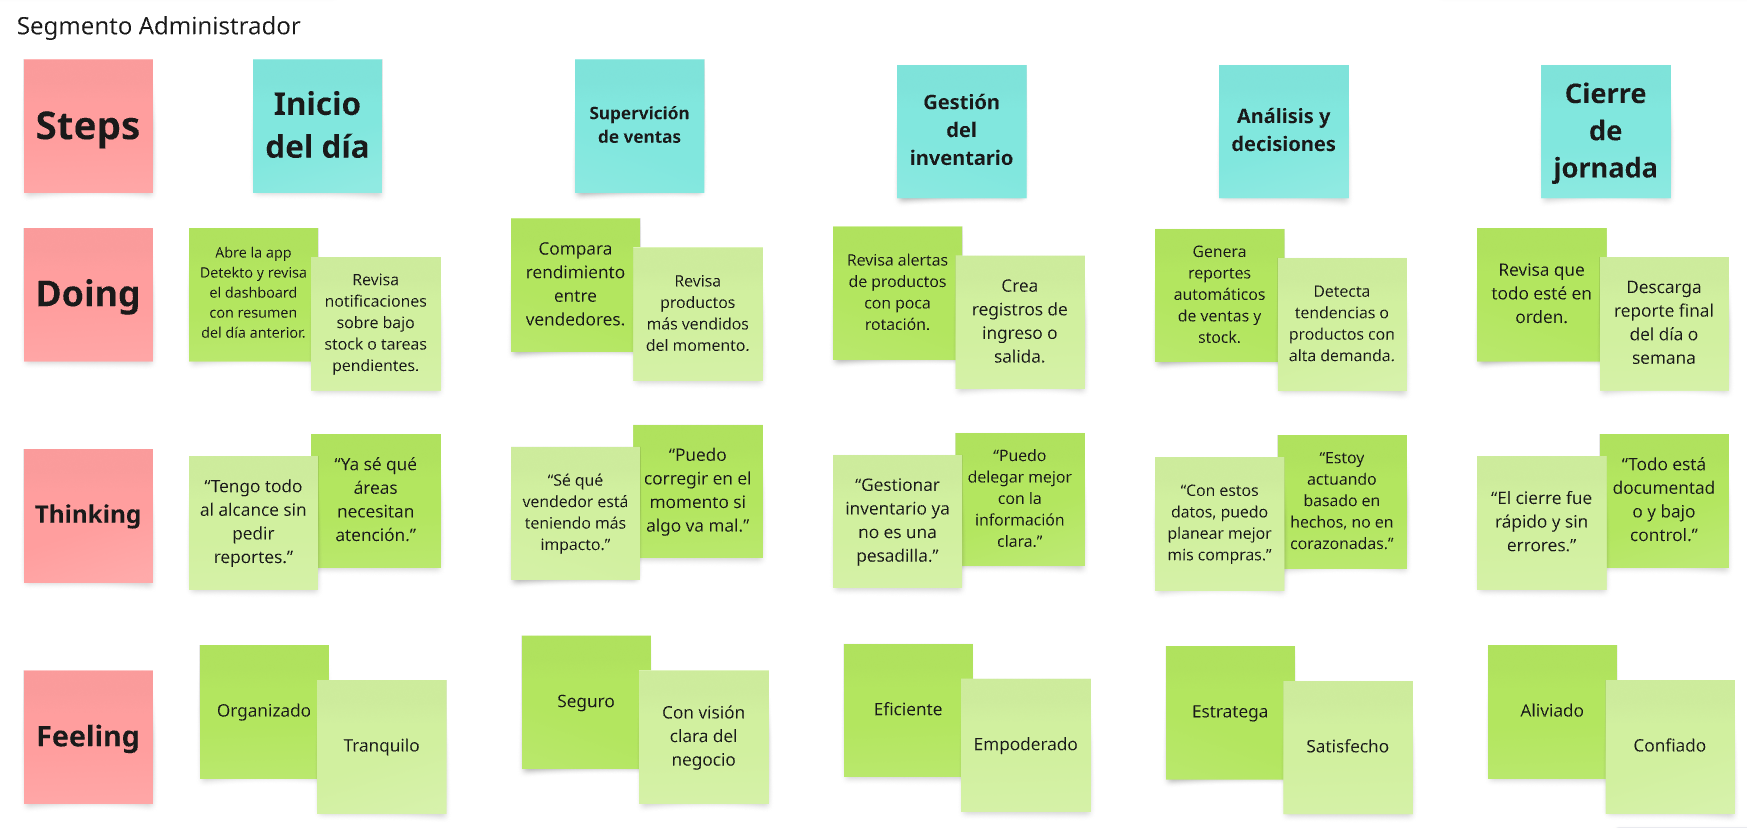 Segmento Administrador
Steps
Inicio
del día
Supervición
de ventas
Gestión
del
inventario
Análisis y
decisiones
Cierre
de
jornada
Doing
Abre la app
Detekto y revisa
el dashboard
con resumen
del día anterior.
Revisa
notificaciones
sobre bajo
stock o tareas
pendientes.
Compara
rendimiento
entre
vendedores.
Revisa
productos
más vendidos
del momento.
Revisa alertas
de productos
con poca
rotación.
Crea
registros de
ingreso o
salida.
Genera
reportes
automáticos
de ventas y
stock.
Detecta
tendencias o
productos con
alta demanda.
Revisa que
todo esté en
orden.
Descarga
reporte final
del día o
semana
Thinking
“Tengo todo
al alcance sin
pedir
reportes.”
“Ya sé qué
áreas
necesitan
atención.”
“Sé qué
vendedor está
teniendo más
impacto.”
“Puedo
corregir en el
momento si
algo va mal.”
“Gestionar
inventario ya
no es una
pesadilla.”
“Puedo
delegar mejor
con la
información
clara.”
“Con estos
datos, puedo
planear mejor
mis compras.”
“Estoy
actuando
basado en
hechos, no en
corazonadas.”
“El cierre fue
rápido y sin
errores.”
“Todo está
documentad
o y bajo
control.”
Feeling
Organizado
Tranquilo
Seguro
Con visión
clara del
negocio
Eficiente
Empoderado
Estratega
Satisfecho
Aliviado
Confiado